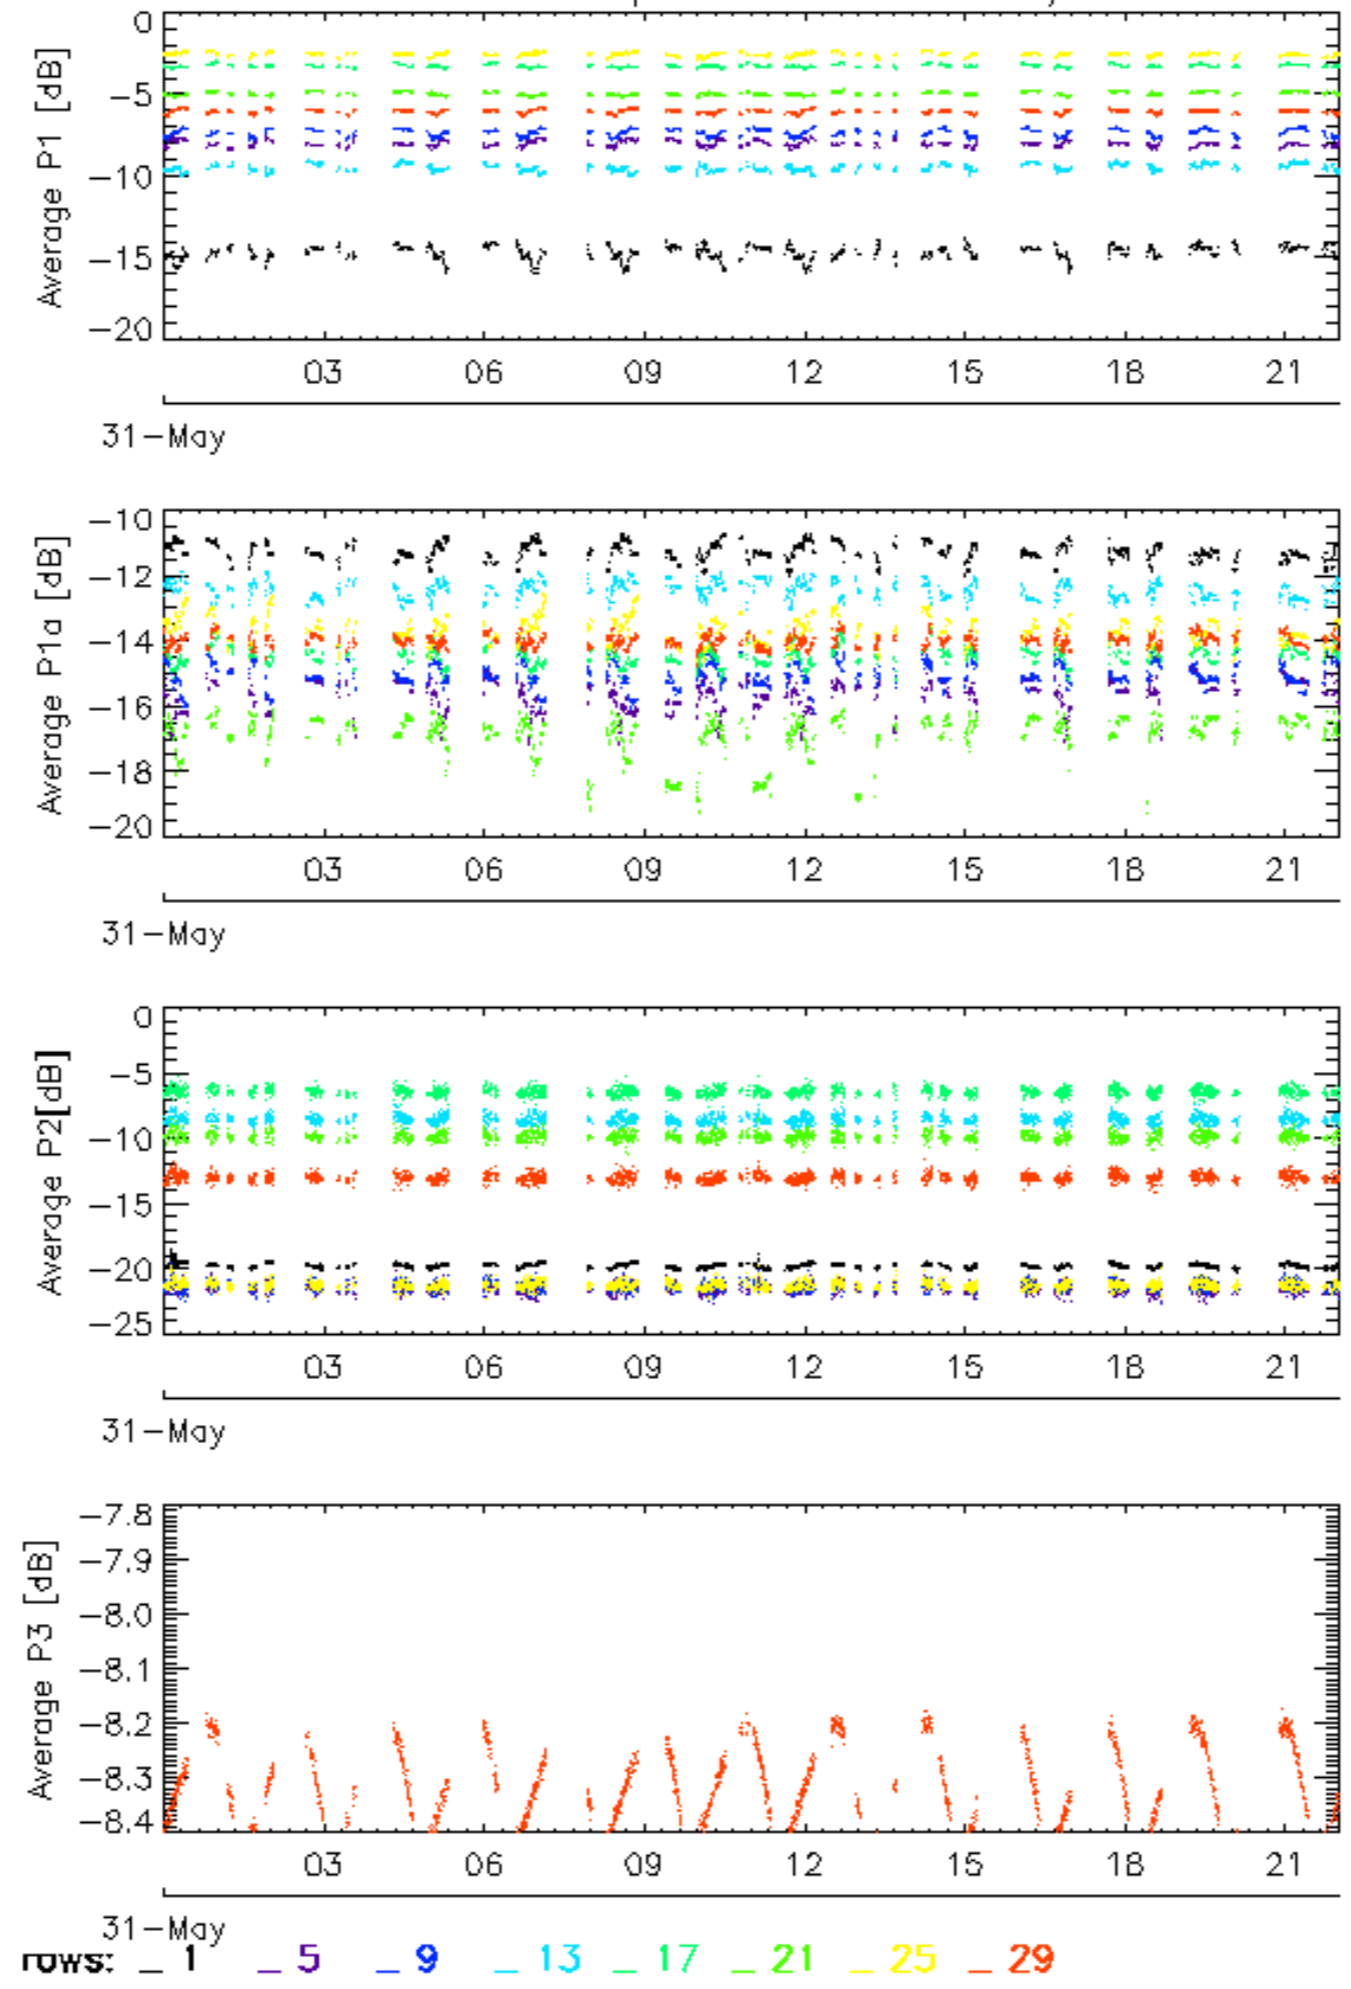 0
-5
-10
-15
-20
Average P1 [dB]
03 06 09 12 15 18 21
31-May
-10
-12
-14
-16
-18
-20
Average P1a [dB]
03 06 09 12 15 18 21
31-May
0
-5
-10
-15
-20
-25
Average P2[dB]
03 06 09 12 15 18 21
31-May
-7.8
-7.9
-8.0
-8.1
-8.2
-8.3
-8.4
Average P3 [dB]
03 06 09 12 15 18 21
31-May
rows: _ 1 _ 5 _ 9 _ 13 _ 17 _ 21 _ 25 _ 29